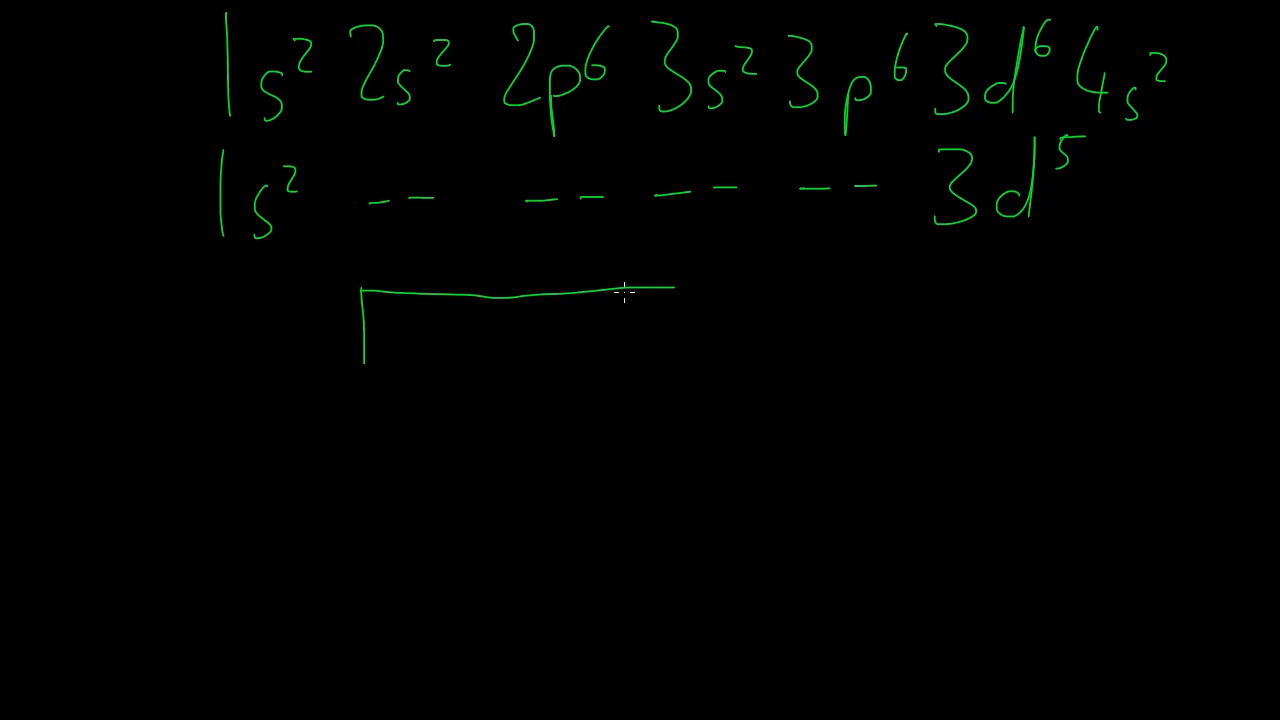 1s² 2s² 2p⁶ 3s² 3p⁶ 3d⁶ 4s²
1s² -- -- -- -- 3d⁵